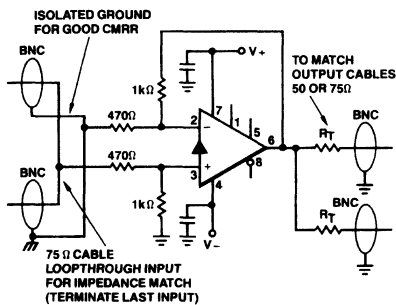 ISOLATED GROUND
FOR GOOD CMRR
BNC
1kΩ
V+
TO MATCH
OUTPUT CABLES
50 OR 75Ω
BNC
470Ω
2
−
7
1
5
6
8
RT
470Ω
3
+
4
BNC
1kΩ
V−
BNC
RT
75 Ω CABLE
LOOPTHROUGH INPUT
FOR IMPEDANCE MATCH
(TERMINATE LAST INPUT)